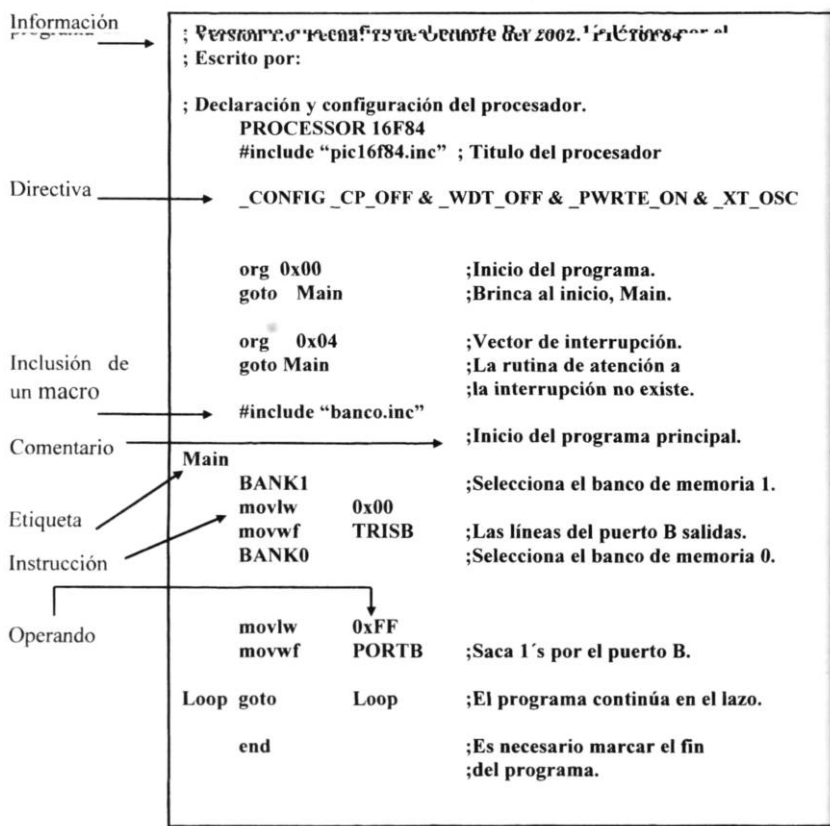 Información
; Escrito por:
; Declaración y configuración del procesador.
PROCESSOR 16F84
#include “pic16f84.inc” ; Titulo del procesador
Directiva
_CONFIG _CP_OFF & _WDT_OFF & _PWRTE_ON & _XT_OSC
org 0x00 ;Inicio del programa.
goto Main ;Brinca al inicio, Main.
org 0x04 ;Vector de interrupción.
Inclusión de
goto Main ;La rutina de atención a
un macro
;la interrupción no existe.
#include “banco.inc”
Comentario
;Inicio del programa principal.
Main
BANK1 ;Selecciona el banco de memoria 1.
movlw 0x00
Etiqueta
movwf TRISB ;Las líneas del puerto B salidas.
Instrucción
BANK0 ;Selecciona el banco de memoria 0.
Operando
movlw 0xFF
movwf PORTB ;Saca 1´s por el puerto B.
Loop goto Loop ;El programa continúa en el lazo.
end ;Es necesario marcar el fin
;del programa.